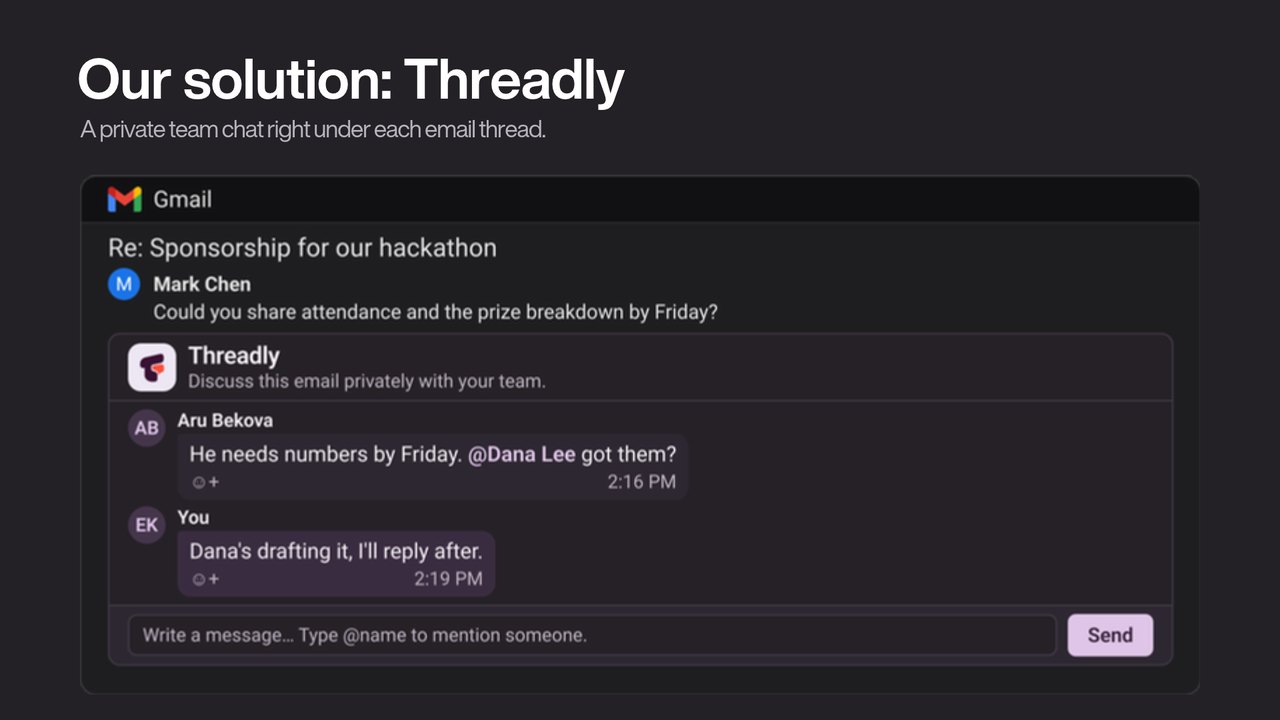 Our solution: Threadly
A private team chat right under each email thread.
Gmail
Re: Sponsorship for our hackathon
M
Mark Chen
Could you share attendance and the prize breakdown by Friday?
Threadly
Discuss this email privately with your team.
AB
Aru Bekova
He needs numbers by Friday. @Dana Lee got them?
☺+
2:16 PM
EK
You
Dana's drafting it, I'll reply after.
☺+
2:19 PM
Write a message... Type @name to mention someone.
Send